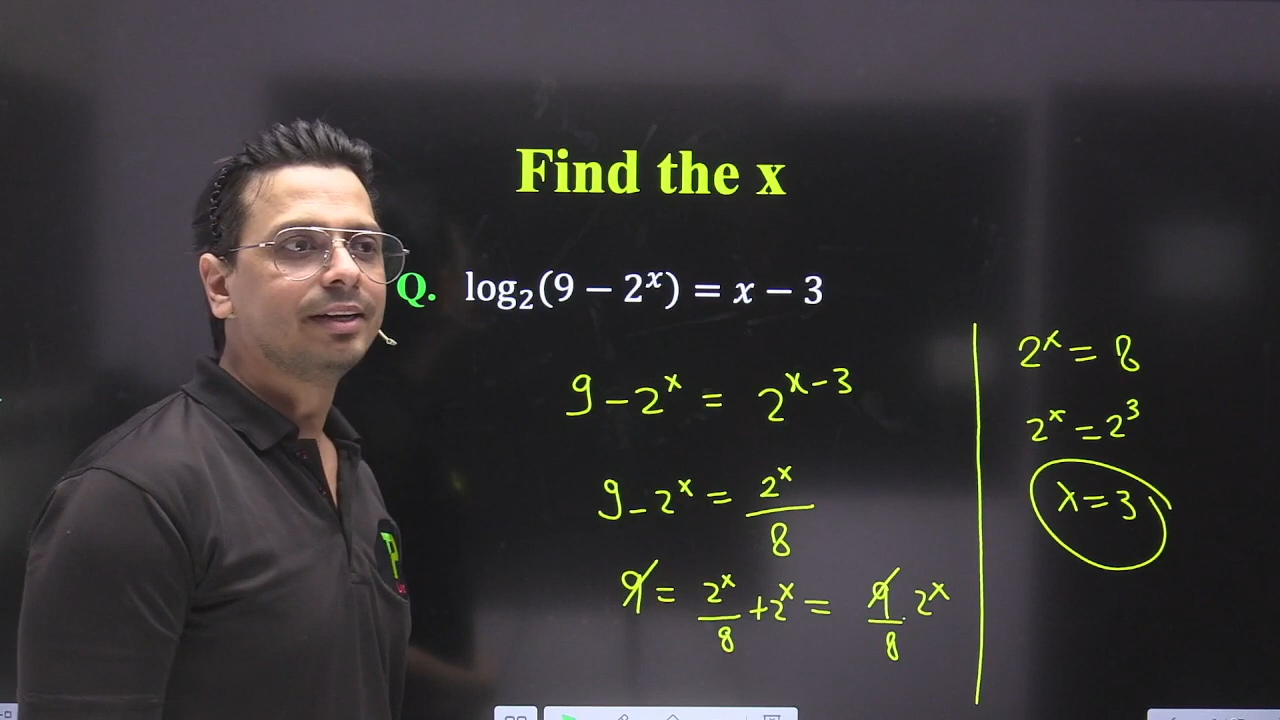 Find the x
Q. log₂(9 − 2ˣ) = x − 3
9 − 2ˣ = 2ˣ⁻³
9 − 2ˣ = 2ˣ/8
9 = 2ˣ/8 + 2ˣ = 9/8 · 2ˣ
2ˣ = 8
2ˣ = 2³
x = 3